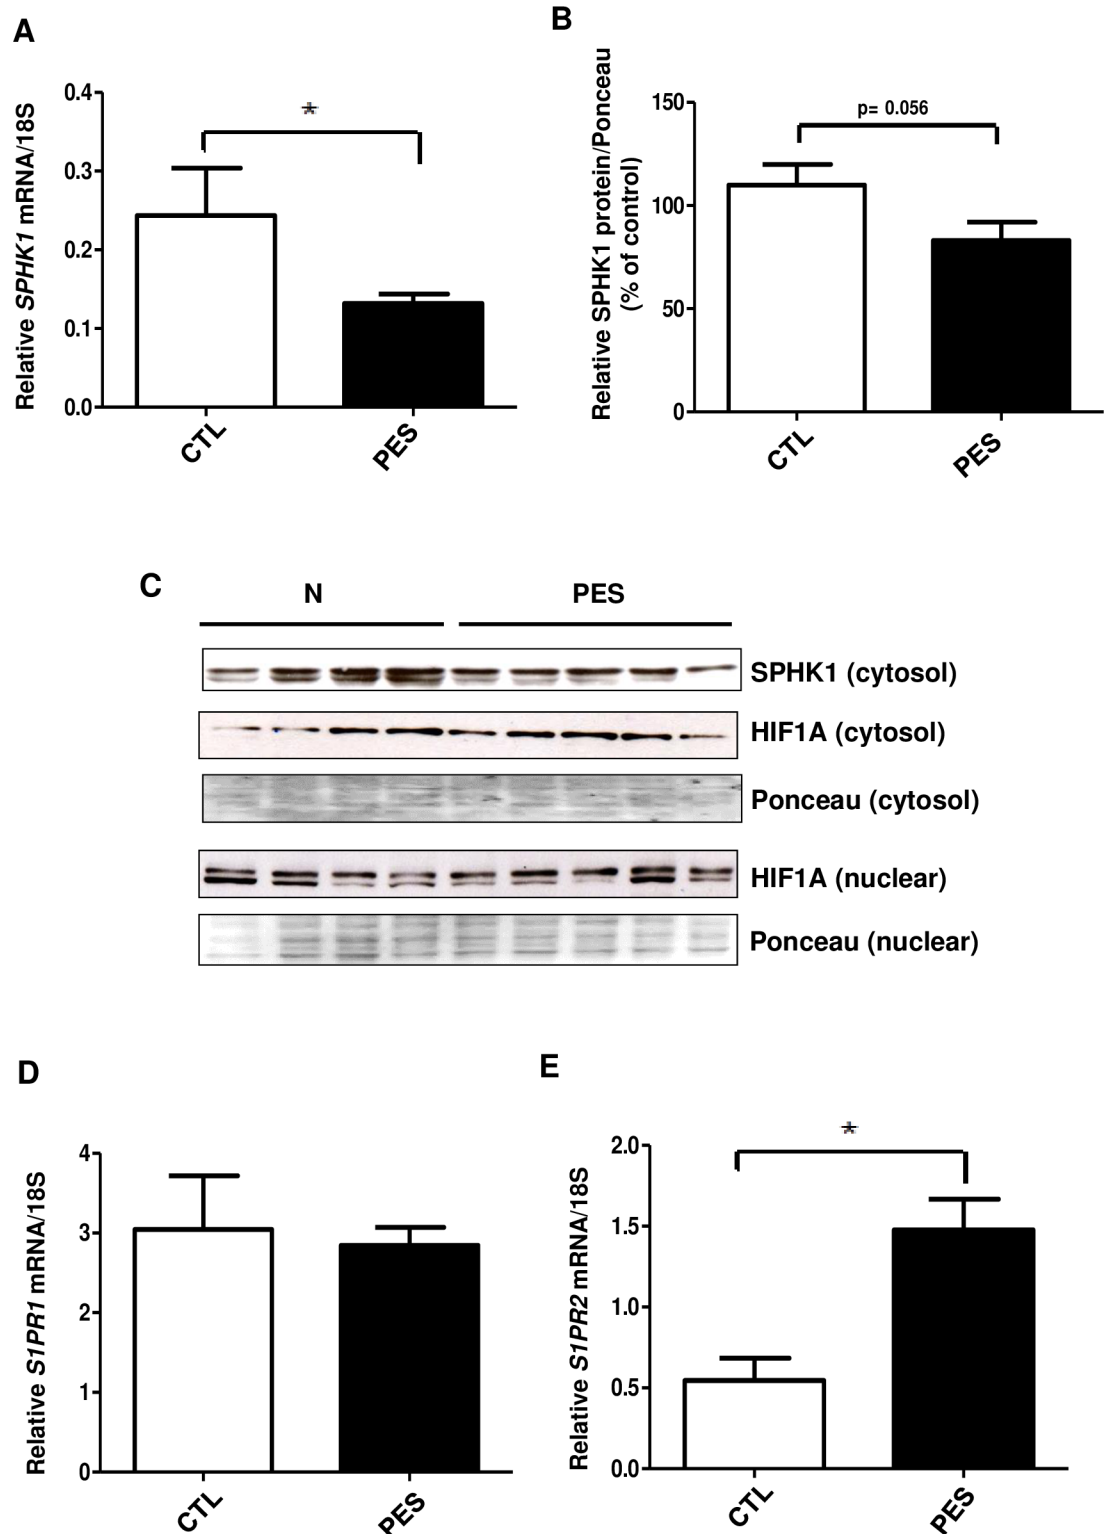 A
Relative SPHK1 mRNA/18S
0.4
0.3
0.2
0.1
0.0
*
CTL
PES
B
Relative SPHK1 protein/Ponceau
(% of control)
150
100
50
0
p= 0.056
CTL
PES
C
N
PES
SPHK1 (cytosol)
HIF1A (cytosol)
Ponceau (cytosol)
HIF1A (nuclear)
Ponceau (nuclear)
D
Relative S1PR1 mRNA/18S
4
3
2
1
0
CTL
PES
E
Relative S1PR2 mRNA/18S
2.0
1.5
1.0
0.5
0.0
*
CTL
PES